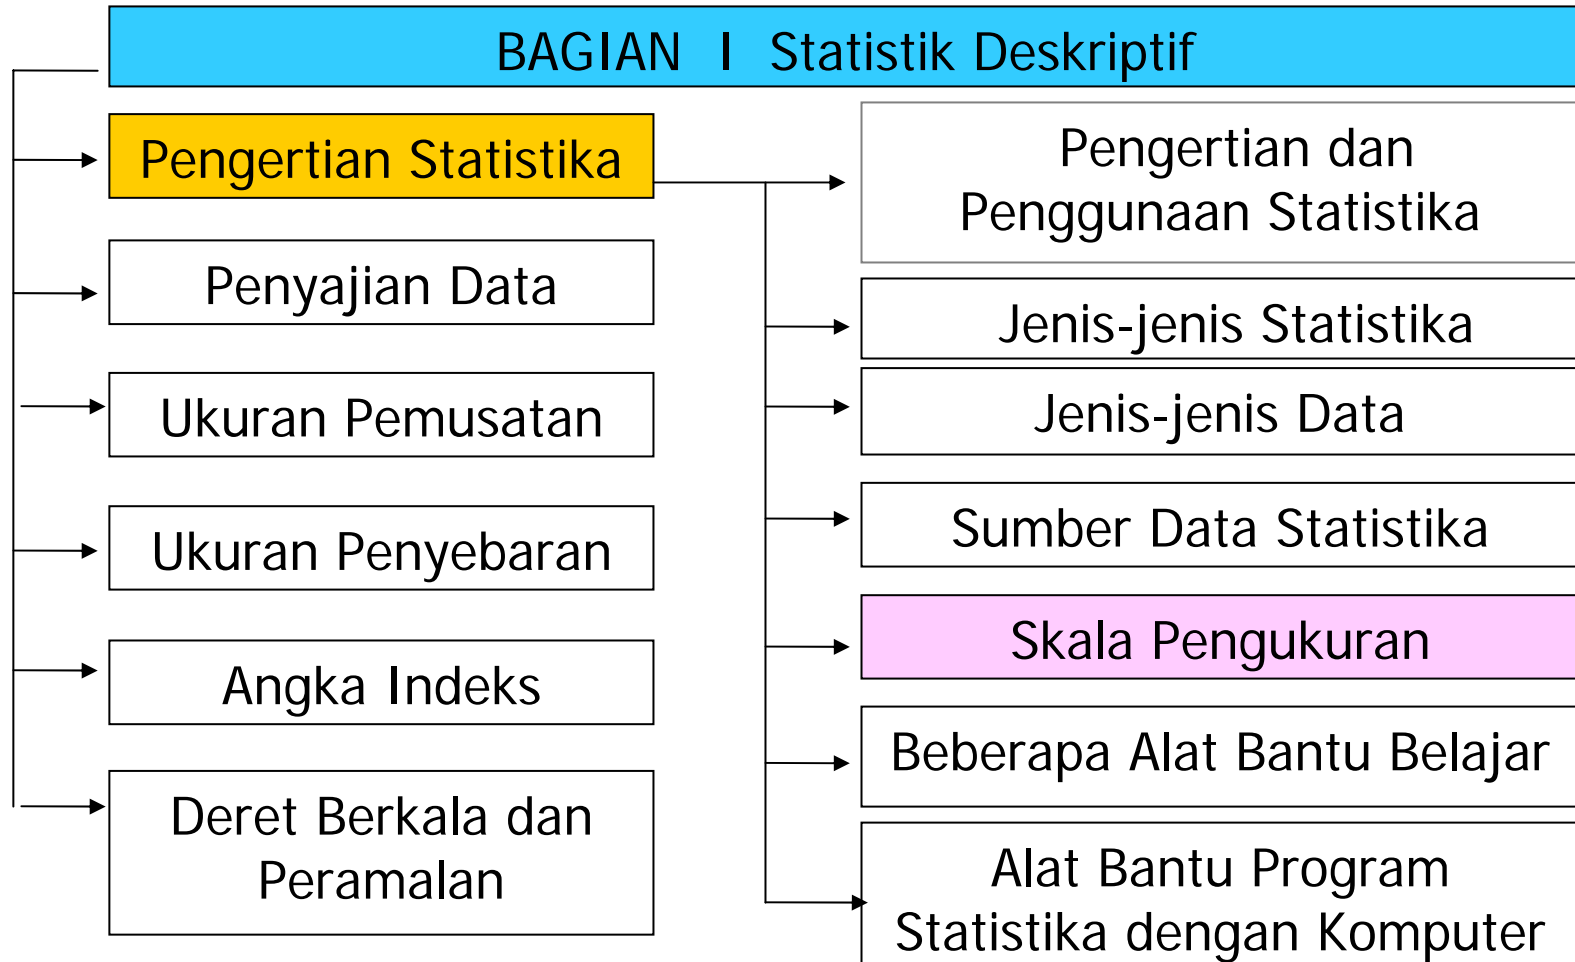 BAGIAN I Statistik Deskriptif
Pengertian Statistika
Penyajian Data
Ukuran Pemusatan
Ukuran Penyebaran
Angka Indeks
Deret Berkala dan
Peramalan
Pengertian dan
Penggunaan Statistika
Jenis-jenis Statistika
Jenis-jenis Data
Sumber Data Statistika
Skala Pengukuran
Beberapa Alat Bantu Belajar
Alat Bantu Program
Statistika dengan Komputer